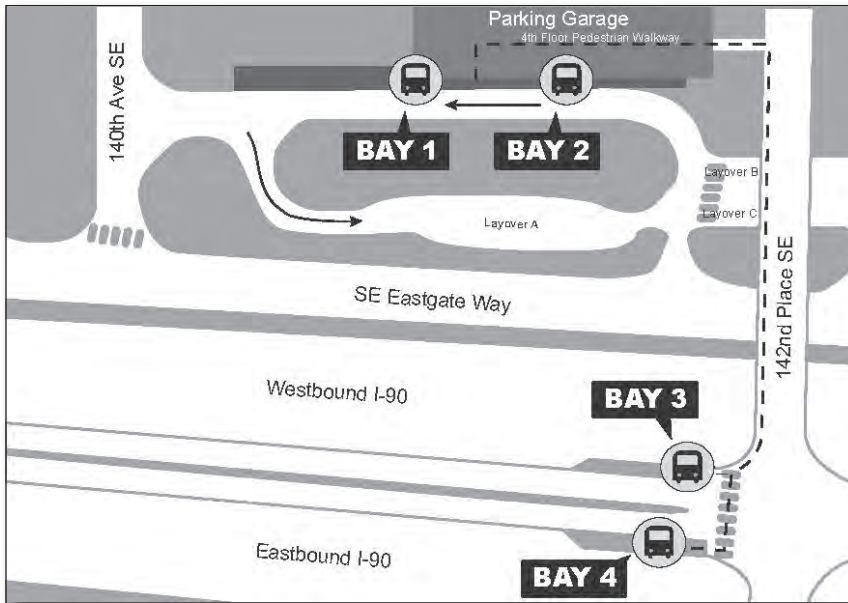 Parking Garage
4th Floor Pedestrian Walkway
140th Ave SE
BAY 1
BAY 2
Layover B
Layover C
Layover A
142nd Place SE
SE Eastgate Way
Westbound I-90
BAY 3
Eastbound I-90
BAY 4